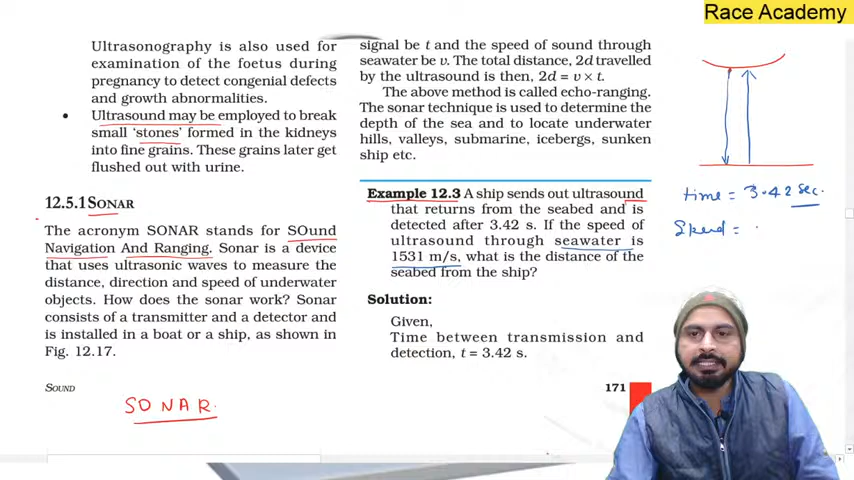 Race Academy
Ultrasonography is also used for
examination of the foetus during
pregnancy to detect congenial defects
and growth abnormalities.
• Ultrasound may be employed to break
small ‘stones’ formed in the kidneys
into fine grains. These grains later get
flushed out with urine.
12.5.1 SONAR
The acronym SONAR stands for SOund
Navigation And Ranging. Sonar is a device
that uses ultrasonic waves to measure the
distance, direction and speed of underwater
objects. How does the sonar work? Sonar
consists of a transmitter and a detector and
is installed in a boat or a ship, as shown in
Fig. 12.17.
SOUND
SONAR
signal be t and the speed of sound through
seawater be v. The total distance, 2d travelled
by the ultrasound is then, 2d = v × t.
The above method is called echo-ranging.
The sonar technique is used to determine the
depth of the sea and to locate underwater
hills, valleys, submarine, icebergs, sunken
ship etc.
Example 12.3 A ship sends out ultrasound
that returns from the seabed and is
detected after 3.42 s. If the speed of
ultrasound through seawater is
1531 m/s, what is the distance of the
seabed from the ship?
Solution:
Given,
Time between transmission and
detection, t = 3.42 s.
171
time = 3.42 sec.
Speed =